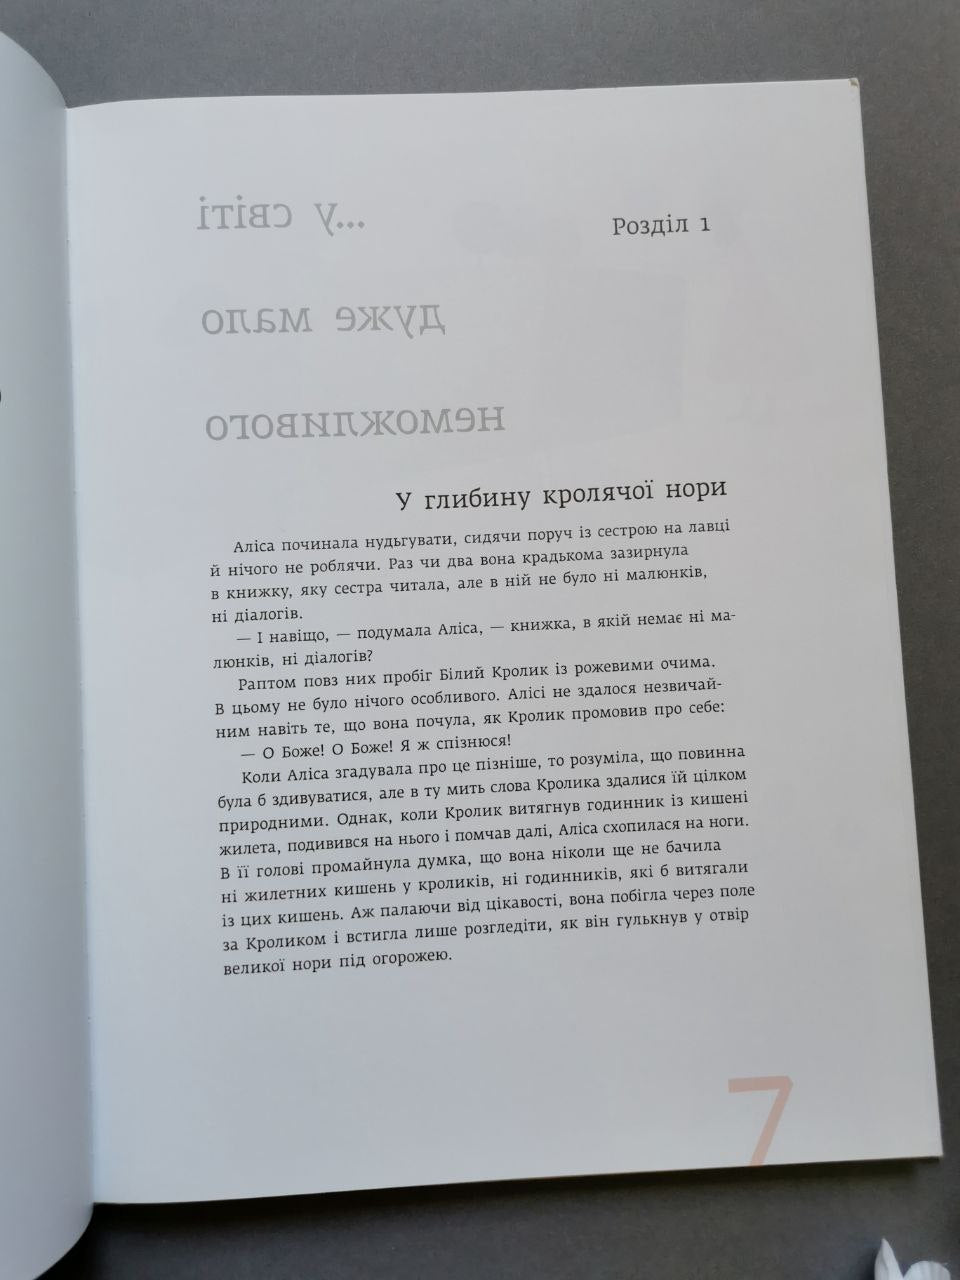 ...у світі
Розділ 1
дуже мало
неможливого
У глибину кролячої нори
Аліса починала нудьгувати, сидячи поруч із сестрою на лавці
й нічого не роблячи. Раз чи два вона крадькома зазирнула
в книжку, яку сестра читала, але в ній не було ні малюнків,
ні діалогів.
— І навіщо, — подумала Аліса, — книжка, в якій немає ні ма-
люнків, ні діалогів?
Раптом повз них пробіг Білий Кролик із рожевими очима.
В цьому не було нічого особливого. Алісі не здалося незвичай-
ним навіть те, що вона почула, як Кролик промовив про себе:
— О Боже! О Боже! Я ж спізнюся!
Коли Аліса згадувала про це пізніше, то розуміла, що повинна
була б здивуватися, але в ту мить слова Кролика здалися їй цілком
природними. Однак, коли Кролик витягнув годинник із кишені
жилета, подивився на нього і помчав далі, Аліса схопилася на ноги.
В її голові промайнула думка, що вона ніколи ще не бачила
ні жилетних кишень у кроликів, ні годинників, які б витягали
із цих кишень. Аж палаючи від цікавості, вона побігла через поле
за Кроликом і встигла лише розгледіти, як він гулькнув у отвір
великої нори під огорожею.
7